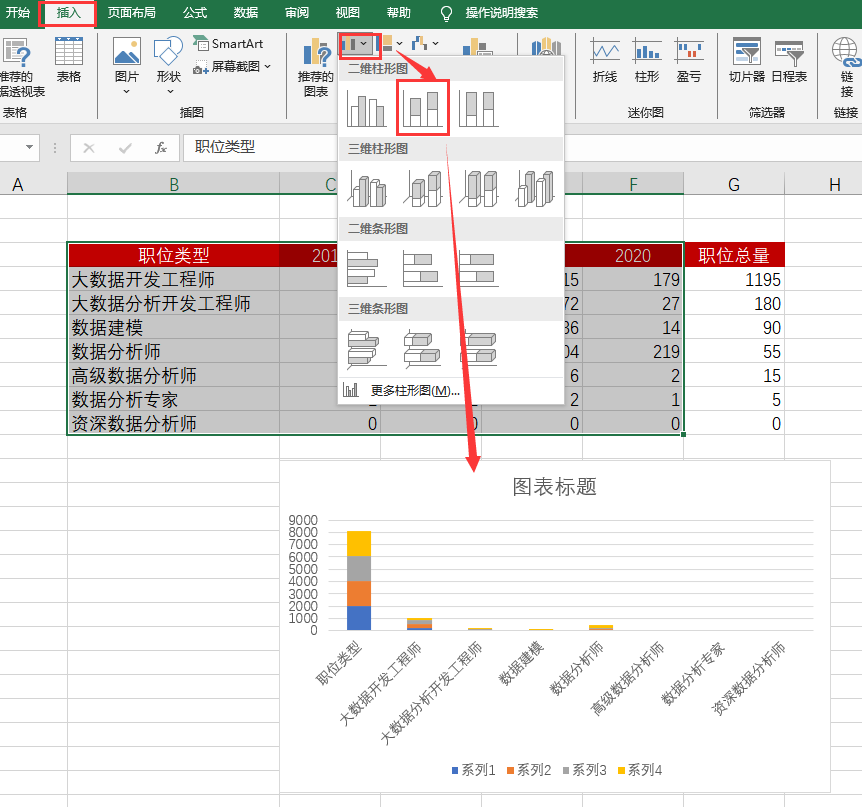 开始 插入 页面布局 公式 数据 审阅 视图 帮助 操作说明搜索
推荐的
据透视表
表格
图片
形状
SmartArt
屏幕截图
推荐的
图表
折线
柱形
盈亏
切片器
日程表
链
接
表格
插图
迷你图
筛选器
链接
fx
职位类型
A B C F G H
二维柱形图
三维柱形图
二维条形图
三维条形图
更多柱形图(M)...
职位类型 201 2020 职位总量
大数据开发工程师 15 179 1195
大数据分析开发工程师 72 27 180
数据建模 36 14 90
数据分析师 04 219 55
高级数据分析师 6 2 15
数据分析专家 2 1 5
资深数据分析师 0 0 0 0 0
图表标题
9000
8000
7000
6000
5000
4000
3000
2000
1000
0
职位类型
大数据开发工程师
大数据分析开发工程师
数据建模
数据分析师
高级数据分析师
数据分析专家
资深数据分析师
系列1 系列2 系列3 系列4